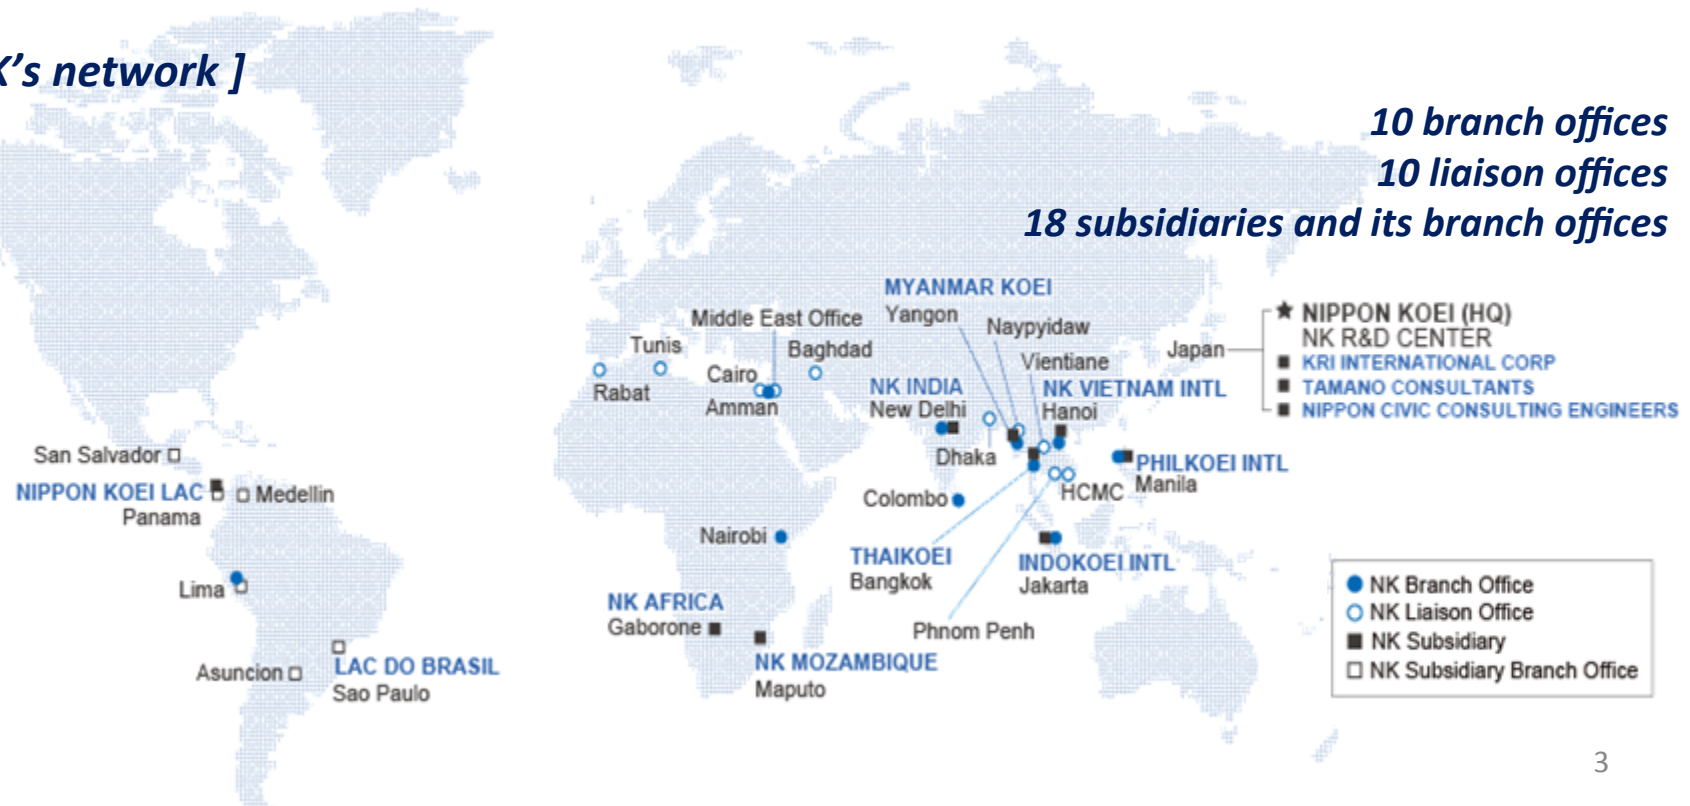 K's network ]
10 branch offices
10 liaison offices
18 subsidiaries and its branch offices
MYANMAR KOEI
Yangon
Naypyidaw
Vientiane
Middle East Office
Tunis
Baghdad
Rabat
Cairo
Amman
NK INDIA
New Delhi
NK VIETNAM INTL
Hanoi
Japan
★ NIPPON KOEI (HQ)
NK R&D CENTER
■ KRI INTERNATIONAL CORP
■ TAMANO CONSULTANTS
■ NIPPON CIVIC CONSULTING ENGINEERS
San Salvador
NIPPON KOEI LAC
Panama
Medellin
Dhaka
PHILKOEI INTL
Manila
Colombo
HCMC
Nairobi
THAIKOEI
Bangkok
INDOKOEI INTL
Jakarta
Lima
NK AFRICA
Gaborone
Phnom Penh
NK MOZAMBIQUE
Maputo
Asuncion
LAC DO BRASIL
Sao Paulo
NK Branch Office
NK Liaison Office
NK Subsidiary
NK Subsidiary Branch Office
3